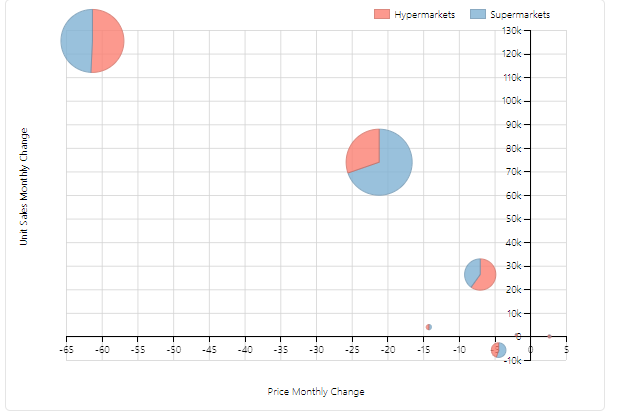 Hypermarkets Supermarkets
130k
120k
110k
100k
90k
80k
70k
60k
50k
40k
30k
20k
10k
0
-10k
-65 -60 -55 -50 -45 -40 -35 -30 -25 -20 -15 -10 -5 0 5
Unit Sales Monthly Change
Price Monthly Change